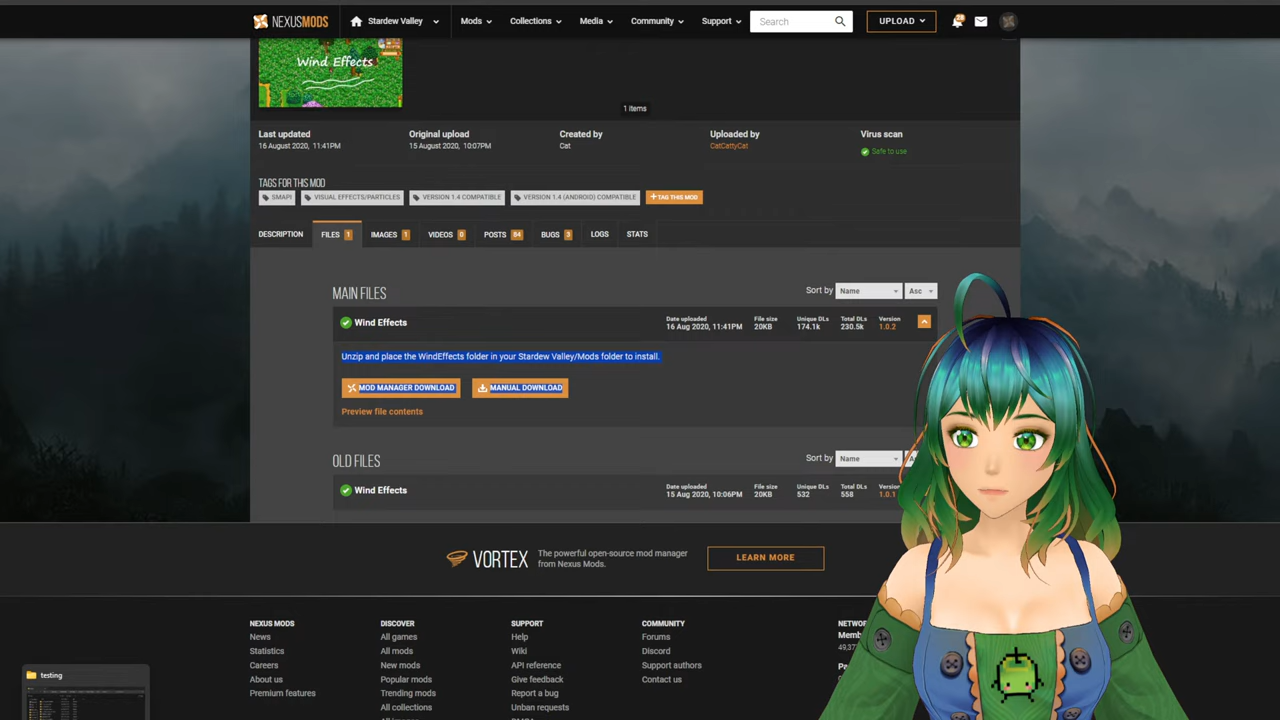 NEXUSMODS
Stardew Valley
Mods
Collections
Media
Community
Support
Search
UPLOAD
Wind Effects
1 items
Last updated
16 August 2020, 11:41PM
Original upload
15 August 2020, 10:07PM
Created by
Cat
Uploaded by
CatCattyCat
Virus scan
Safe to use
TAGS FOR THIS MOD
SMAPI
VISUAL EFFECTS/PARTICLES
VERSION 1.4 COMPATIBLE
VERSION 1.4 (ANDROID) COMPATIBLE
+TAG THIS MOD
DESCRIPTION
FILES 1
IMAGES 1
VIDEOS 0
POSTS 84
BUGS 3
LOGS
STATS
MAIN FILES
Sort by
Name
Asc
Wind Effects
Date uploaded
16 Aug 2020, 11:41PM
File size
20KB
Unique DLs
174.1k
Total DLs
230.5k
Version
1.0.2
Unzip and place the WindEffects folder in your Stardew Valley/Mods folder to install.
MOD MANAGER DOWNLOAD
MANUAL DOWNLOAD
Preview file contents
OLD FILES
Sort by
Name
Wind Effects
Date uploaded
15 Aug 2020, 10:06PM
File size
20KB
Unique DLs
532
Total DLs
558
Version
1.0.1
VORTEX
The powerful open-source mod manager
from Nexus Mods.
LEARN MORE
NEXUS MODS
News
Statistics
Careers
About us
Premium features
DISCOVER
All games
All mods
New mods
Popular mods
Trending mods
All collections
SUPPORT
Help
Wiki
API reference
Give feedback
Report a bug
Unban requests
COMMUNITY
Forums
Discord
Support authors
Contact us
testing